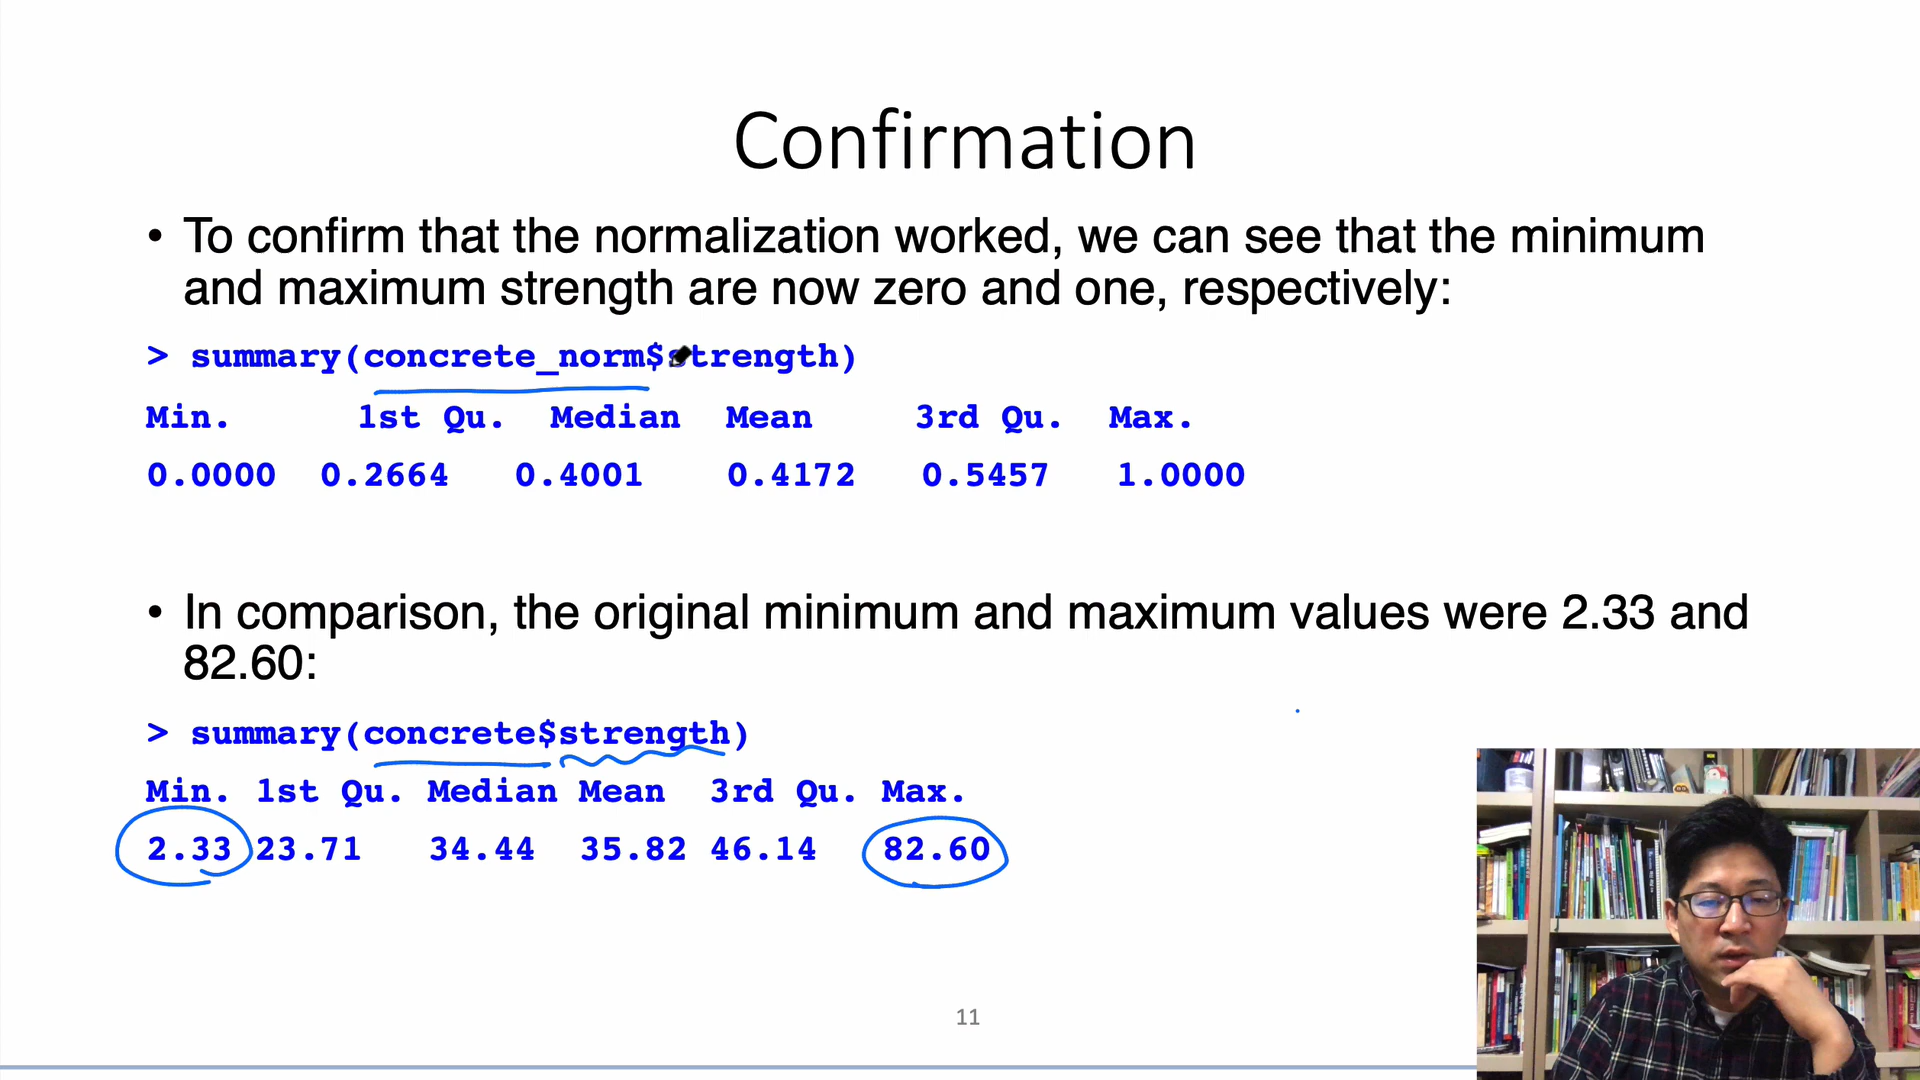 Confirmation
• To confirm that the normalization worked, we can see that the minimum
and maximum strength are now zero and one, respectively:
> summary(concrete_norm$strength)
Min. 1st Qu. Median Mean 3rd Qu. Max.
0.0000 0.2664 0.4001 0.4172 0.5457 1.0000
• In comparison, the original minimum and maximum values were 2.33 and
82.60:
> summary(concrete$strength)
Min. 1st Qu. Median Mean 3rd Qu. Max.
2.33 23.71 34.44 35.82 46.14 82.60
11